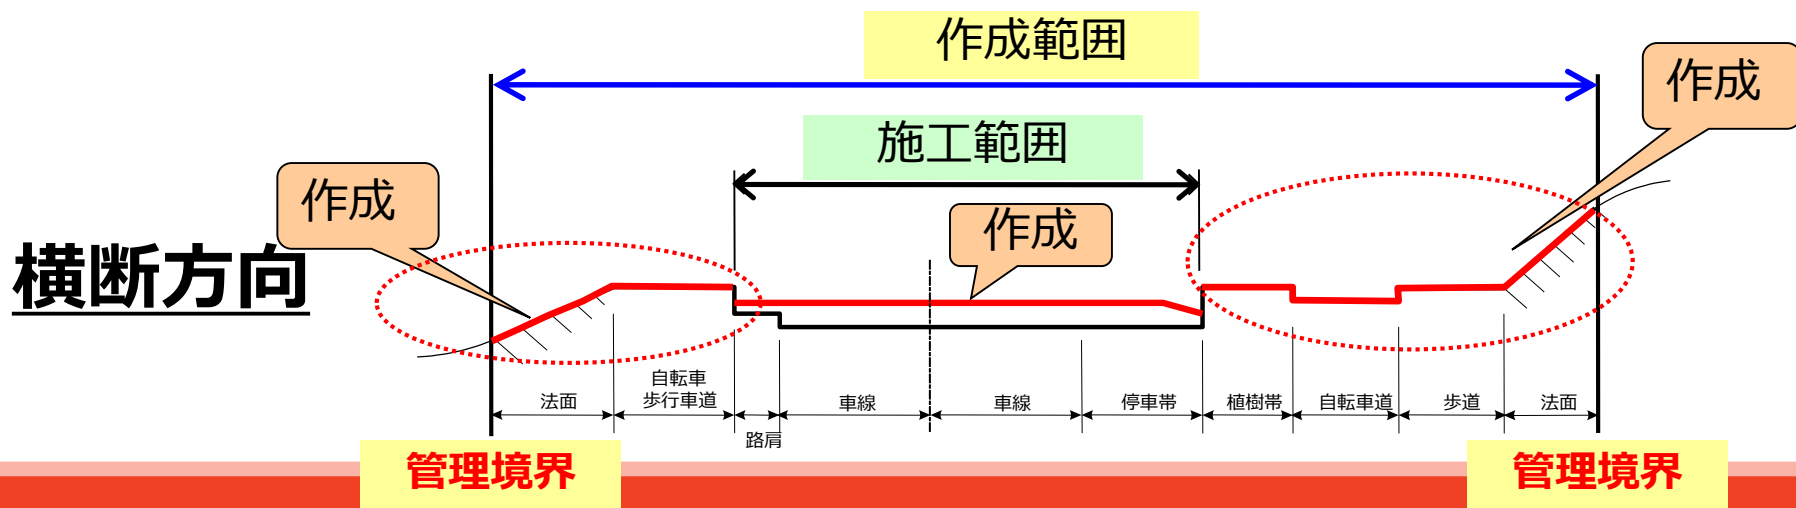 作成範囲
作成
施工範囲
作成
作成
横断方向
自転車
歩行車道
法面
車線
車線
停車帯
植樹帯
自転車道
歩道
法面
路肩
管理境界
管理境界